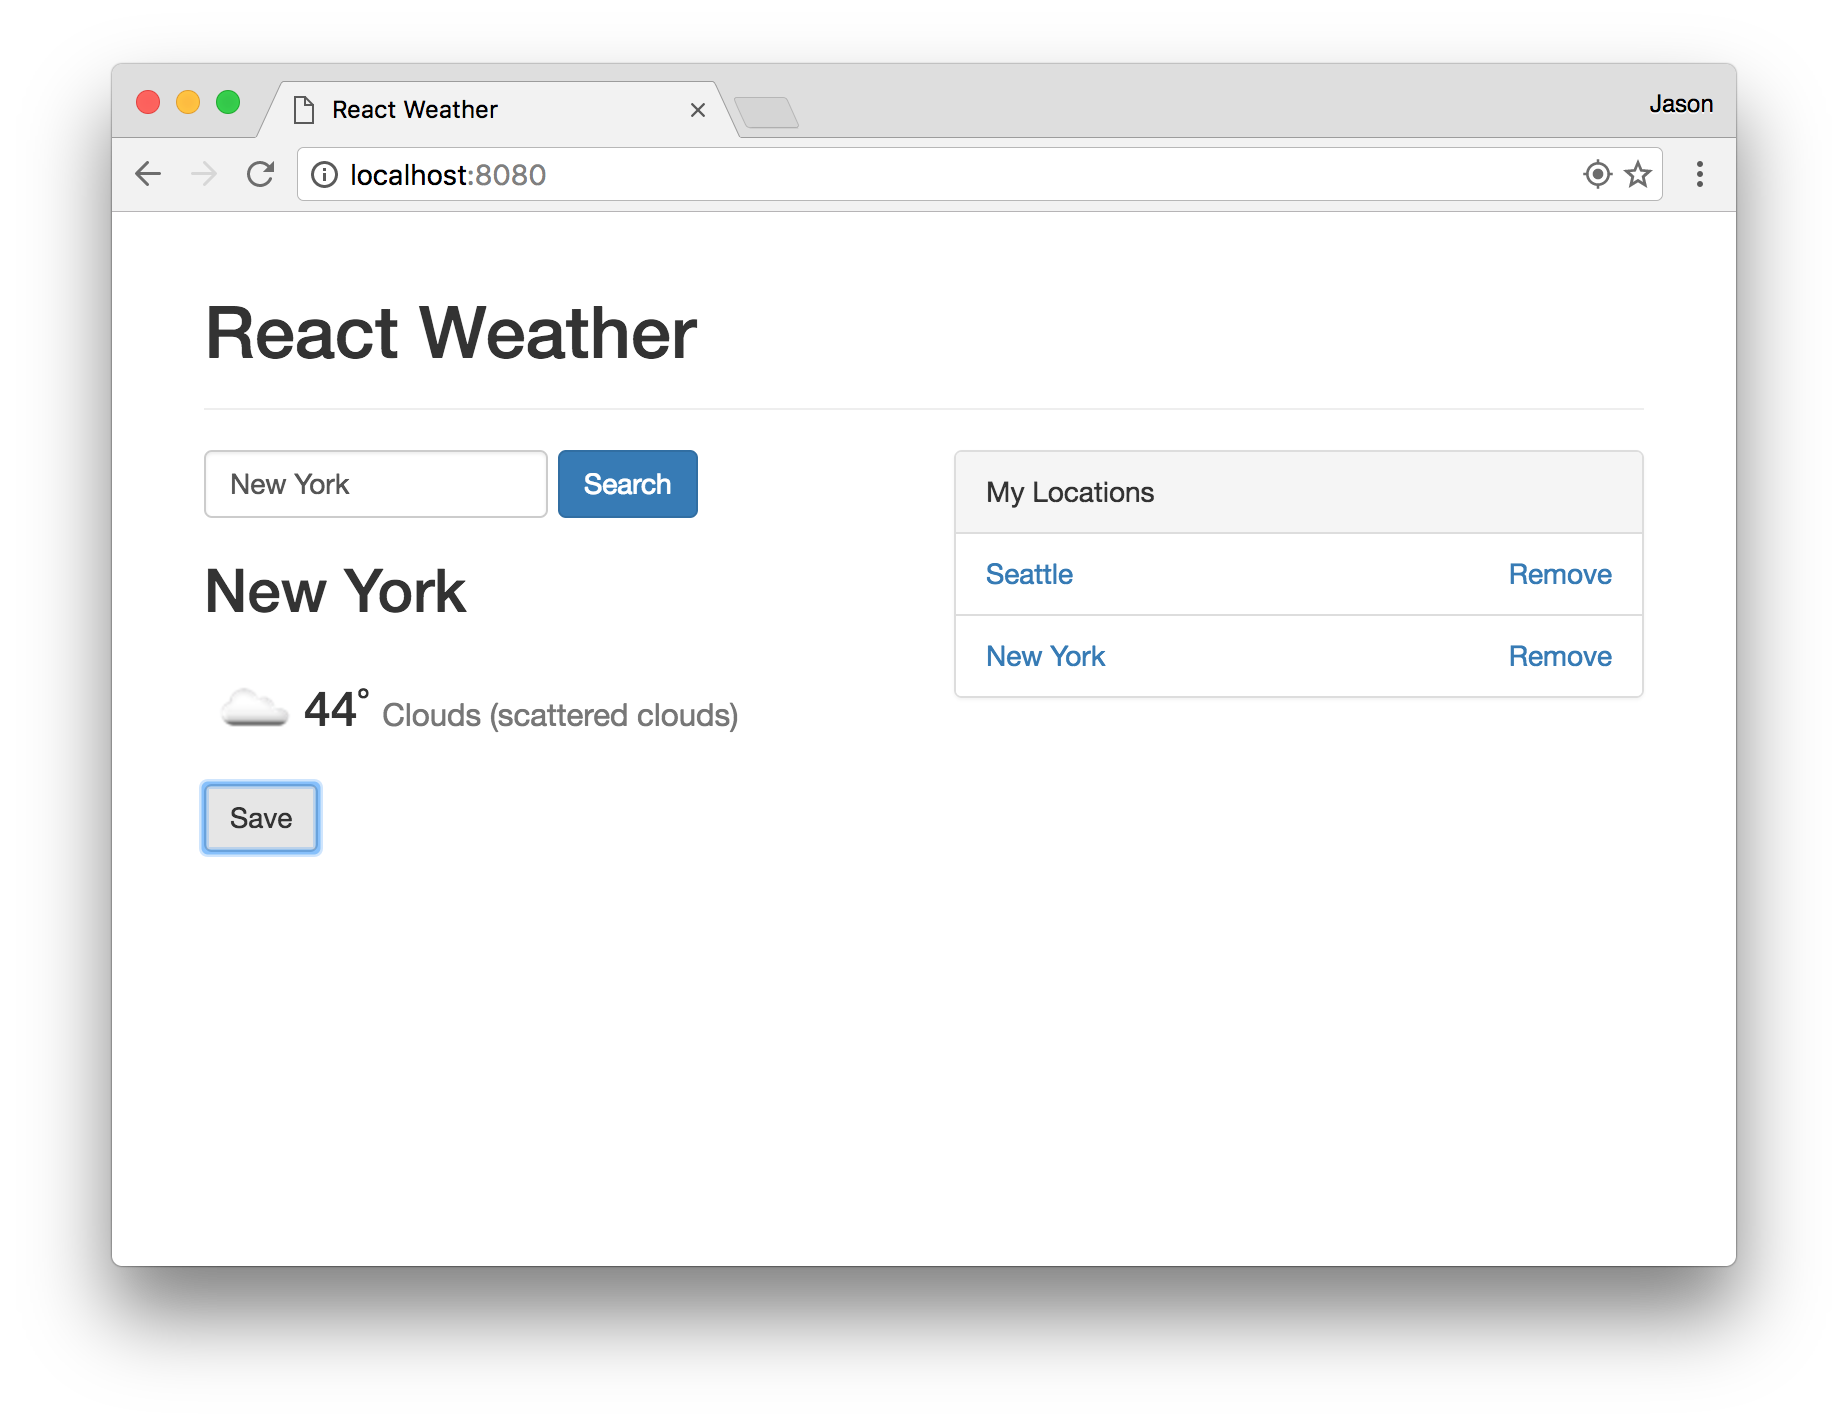 React Weather
Jason
localhost:8080
React Weather
New York
Search
New York
44° Clouds (scattered clouds)
Save
My Locations
Seattle Remove
New York Remove